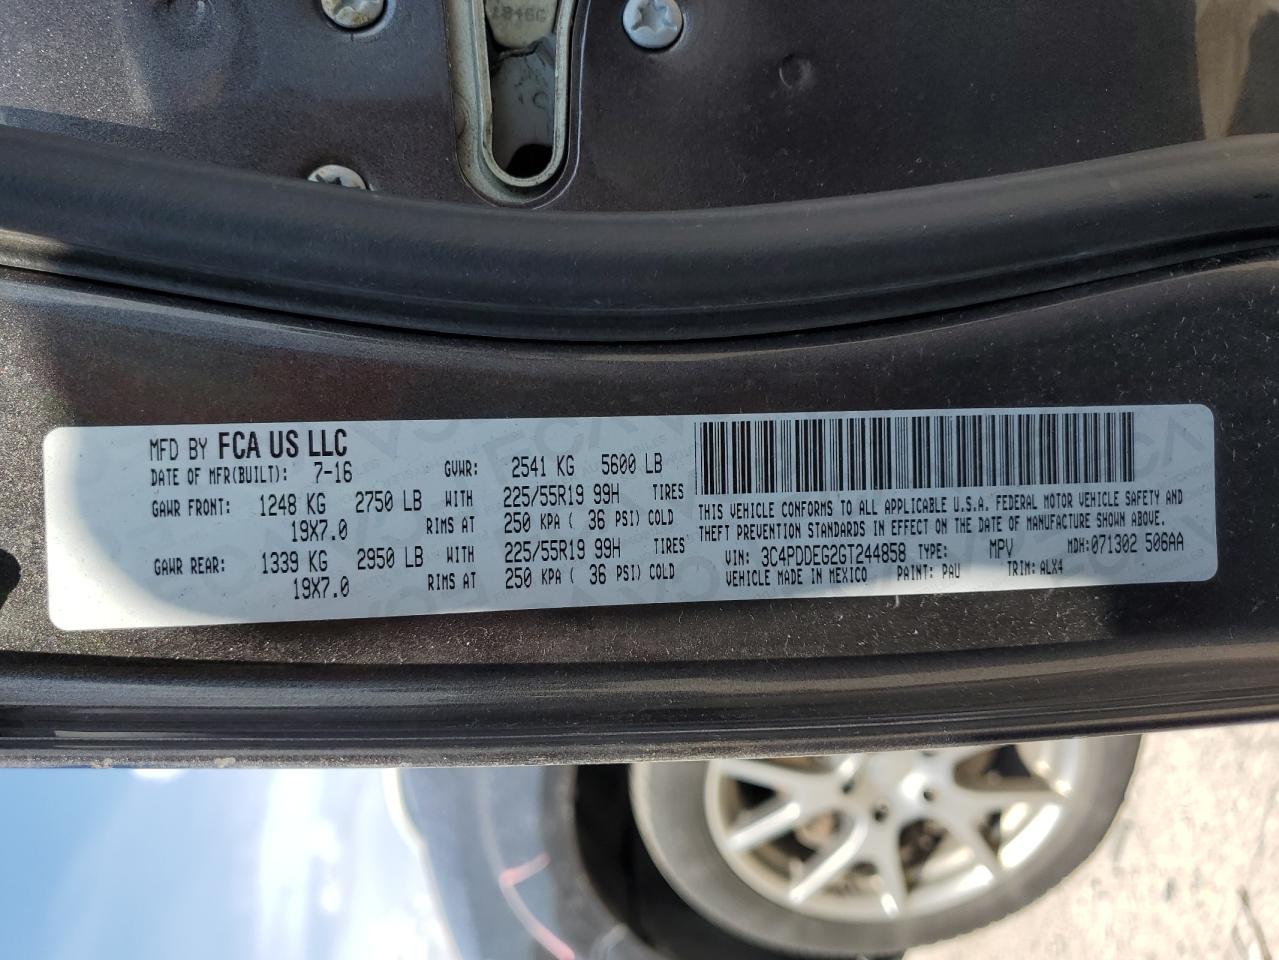 MFD BY FCA US LLC
DATE OF MFR(BUILT): 7-16 GVWR: 2541 KG 5600 LB
GAWR FRONT: 1248 KG 2750 LB WITH 225/55R19 99H TIRES
19X7.0 RIMS AT 250 KPA ( 36 PSI) COLD
GAWR REAR: 1339 KG 2950 LB WITH 225/55R19 99H TIRES
19X7.0 RIMS AT 250 KPA ( 36 PSI) COLD
THIS VEHICLE CONFORMS TO ALL APPLICABLE U.S.A. FEDERAL MOTOR VEHICLE SAFETY AND
THEFT PREVENTION STANDARDS IN EFFECT ON THE DATE OF MANUFACTURE SHOWN ABOVE.
VIN: 3C4PDDEG2GT244858 TYPE: MPV MDH:071302 506AA
VEHICLE MADE IN MEXICO PAINT: PAU TRIM: ALX4